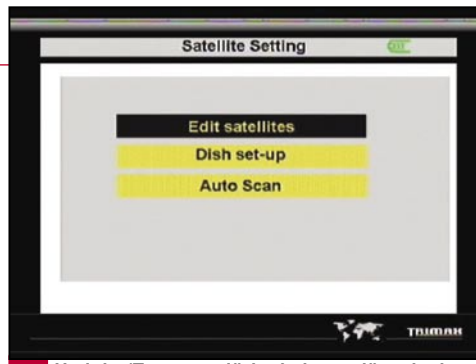 Satellite Setting
Edit satellites
Dish set-up
Auto Scan
TRIMAX